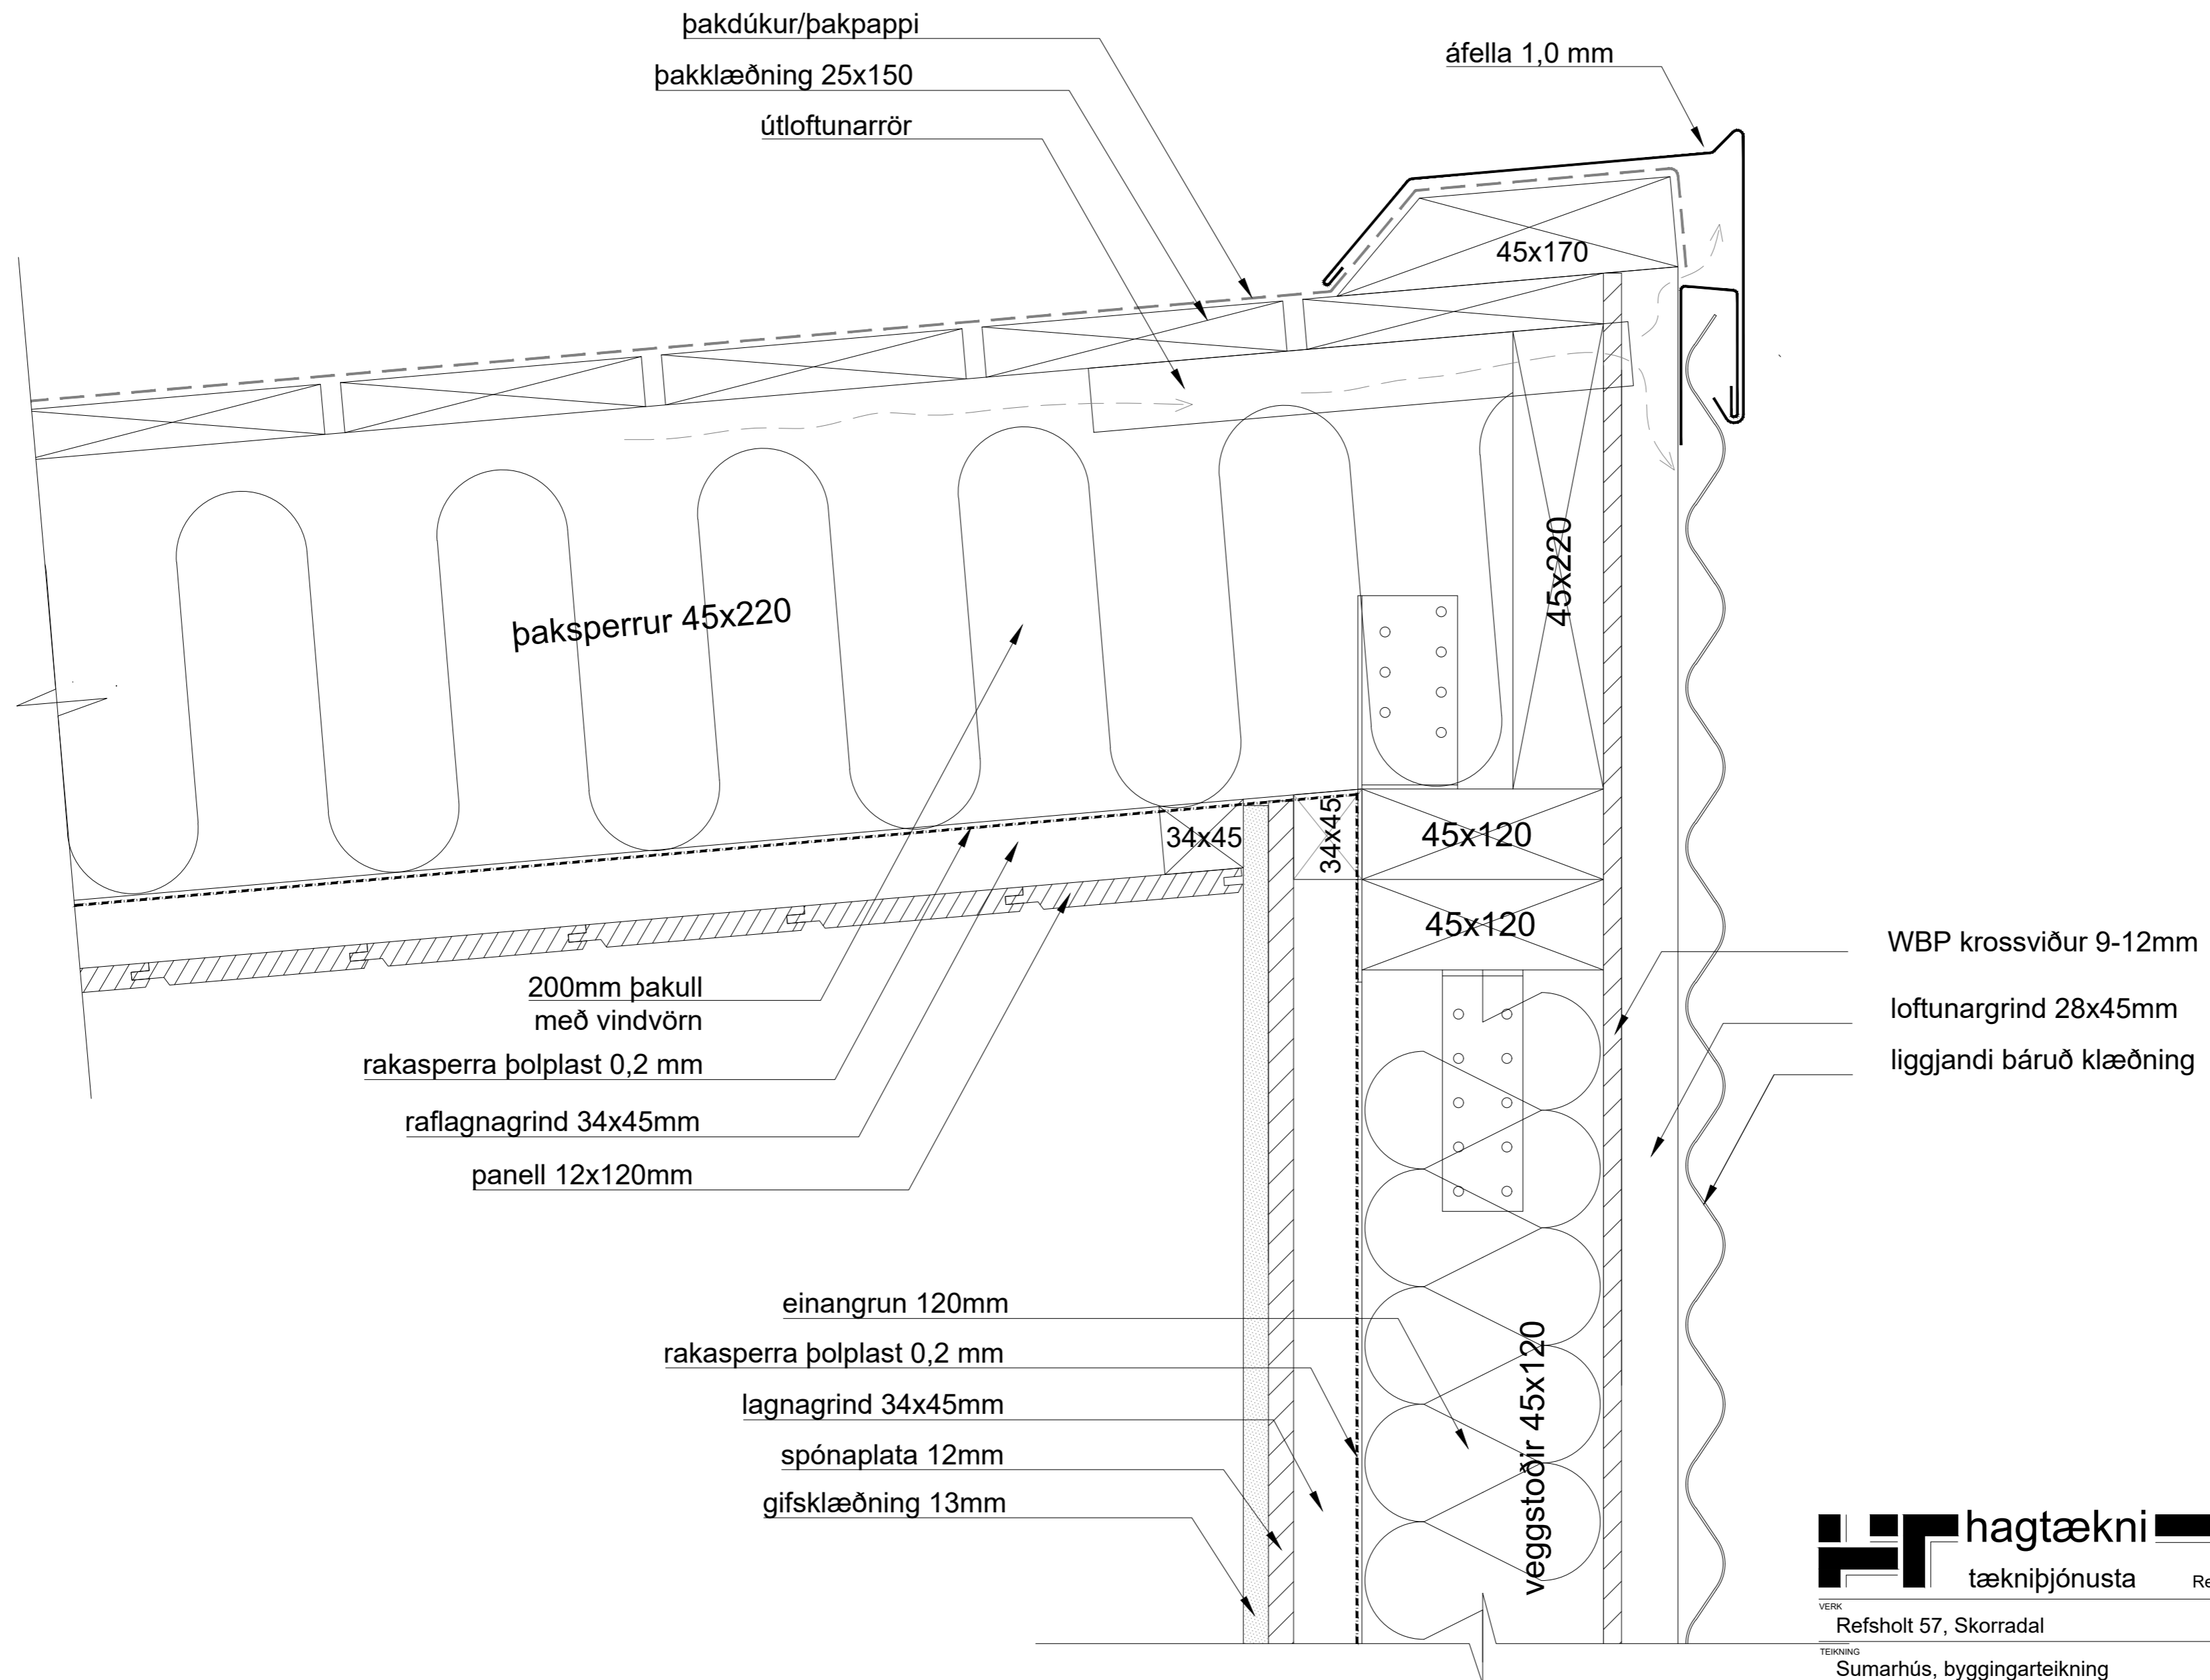 þakdúkur/þakpappi
þakklæðning 25x150
útloftunarrör
áfella 1,0 mm
45x170
45x220
þaksperrur 45x220
34x45
34x45
45x120
45x120
200mm þakull
með vindvörn
rakasperra þolplast 0,2 mm
raflagnagrind 34x45mm
panell 12x120mm
WBP krossviður 9-12mm
loftunargrind 28x45mm
liggjandi báruð klæðning
einangrun 120mm
rakasperra þolplast 0,2 mm
lagnagrind 34x45mm
spónaplata 12mm
gifsklæðning 13mm
veggstoðir 45x120
hagtækni
tækniþjónusta
VERK
Refsholt 57, Skorradal
TEIKNING
Sumarhús, byggingarteikning